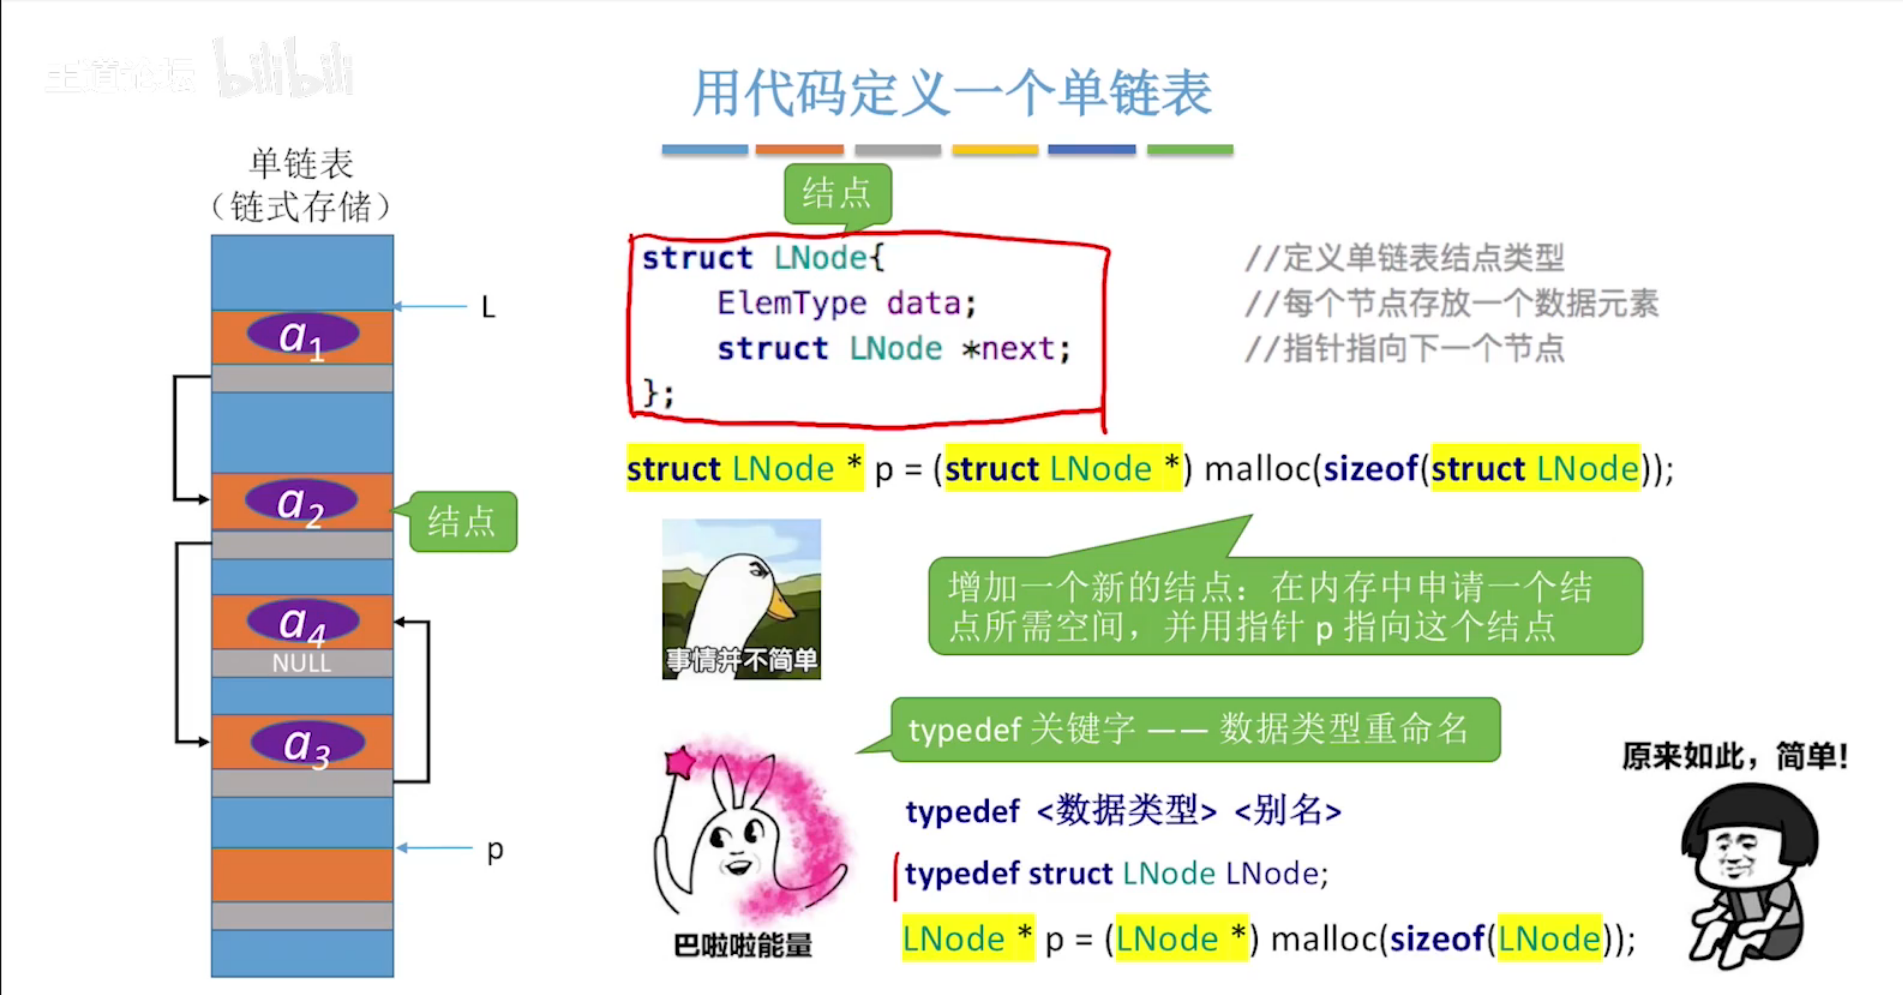 王道论坛 bilibili
用代码定义一个单链表
单链表
（链式存储）
L
a1
a2
结点
a4
NULL
a3
p
结点
struct LNode{ //定义单链表结点类型
ElemType data; //每个节点存放一个数据元素
struct LNode *next; //指针指向下一个节点
};
struct LNode * p = (struct LNode *) malloc(sizeof(struct LNode));
事情并不简单
增加一个新的结点：在内存中申请一个结
点所需空间，并用指针 p 指向这个结点
typedef 关键字 —— 数据类型重命名
巴啦啦能量
typedef <数据类型> <别名>
typedef struct LNode LNode;
LNode * p = (LNode *) malloc(sizeof(LNode));
原来如此，简单!